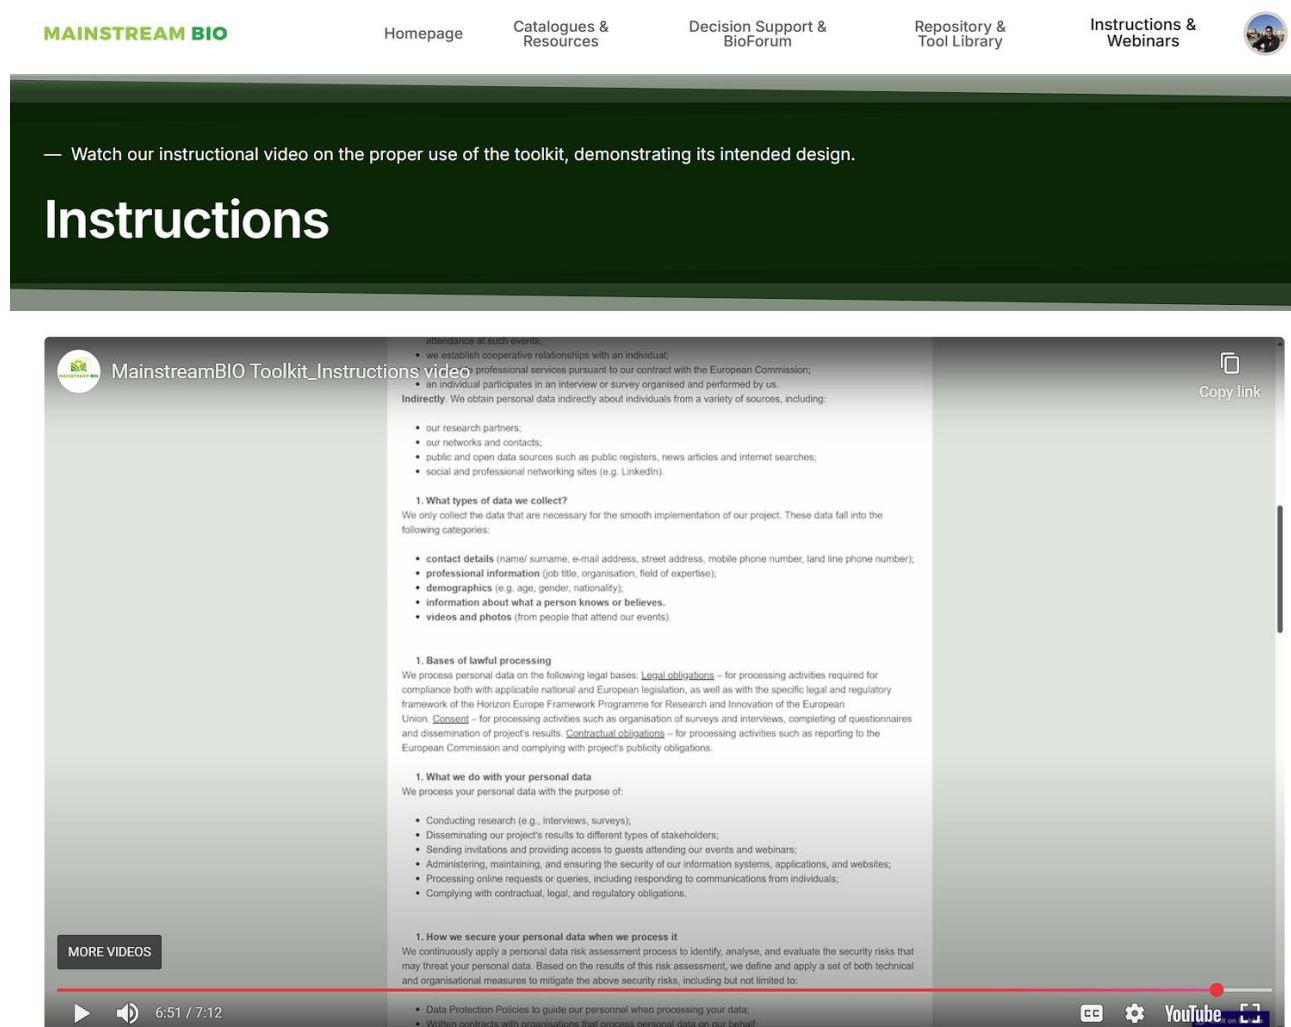 MAINSTREAM BIO
Homepage
Catalogues &
Resources
Decision Support &
BioForum
Repository &
Tool Library
Instructions &
Webinars
— Watch our instructional video on the proper use of the toolkit, demonstrating its intended design.
Instructions
MainstreamBIO Toolkit_Instructions video
Copy link
attendance at such events;
• we establish cooperative relationships with an individual;
professional services pursuant to our contract with the European Commission;
• an individual participates in an interview or survey organised and performed by us.
Indirectly. We obtain personal data indirectly about individuals from a variety of sources, including:
• our research partners;
• our networks and contacts;
• public and open data sources such as public registers, news articles and internet searches;
• social and professional networking sites (e.g. LinkedIn).
1. What types of data we collect?
We only collect the data that are necessary for the smooth implementation of our project. These data fall into the
following categories:
• contact details (name/ surname, e-mail address, street address, mobile phone number, land line phone number);
• professional information (job title, organisation, field of expertise);
• demographics (e.g. age, gender, nationality);
• information about what a person knows or believes.
• videos and photos (from people that attend our events).
1. Bases of lawful processing
We process personal data on the following legal bases: Legal obligations – for processing activities required for
compliance both with applicable national and European legislation, as well as with the specific legal and regulatory
framework of the Horizon Europe Framework Programme for Research and Innovation of the European
Union. Consent – for processing activities such as organisation of surveys and interviews, completing of questionnaires
and dissemination of project's results. Contractual obligations – for processing activities such as reporting to the
European Commission and complying with project's publicity obligations.
1. What we do with your personal data
We process your personal data with the purpose of:
• Conducting research (e.g., interviews, surveys);
• Disseminating our project's results to different types of stakeholders;
• Sending invitations and providing access to guests attending our events and webinars;
• Administering, maintaining, and ensuring the security of our information systems, applications, and websites;
• Processing online requests or queries, including responding to communications from individuals;
• Complying with contractual, legal, and regulatory obligations.
1. How we secure your personal data when we process it
We continuously apply a personal data risk assessment process to identify, analyse, and evaluate the security risks that
may threat your personal data. Based on the results of this risk assessment, we define and apply a set of both technical
and organisational measures to mitigate the above security risks, including but not limited to:
• Data Protection Policies to guide our personnel when processing your data;
• Written contracts with organisations that process personal data on our behalf;
MORE VIDEOS
6:51 / 7:12
CC
YouTube